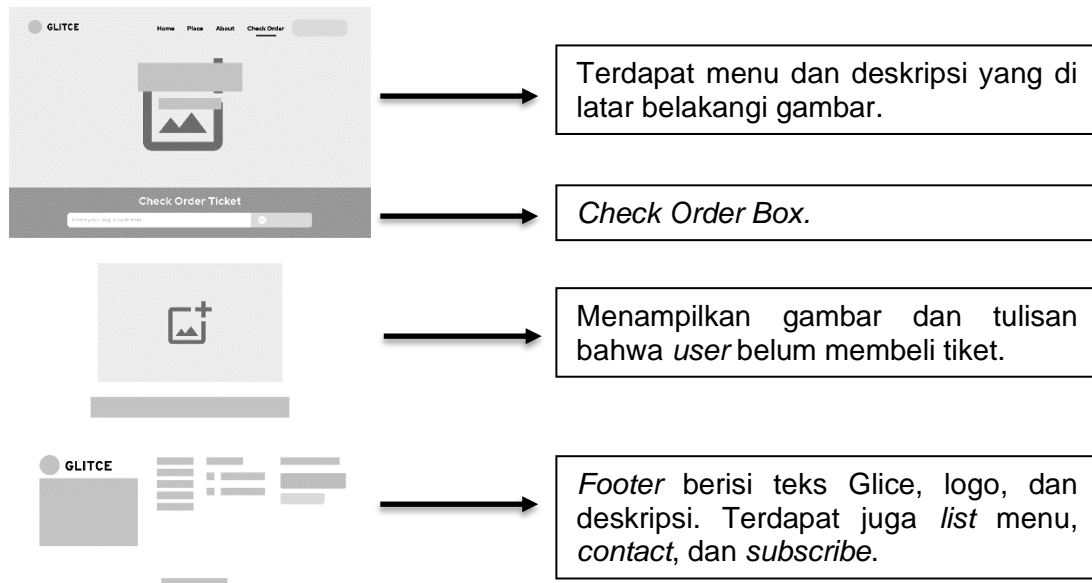 GLITCE
Home Place About Check Order
Terdapat menu dan deskripsi yang di
latar belakangi gambar.
Check Order Ticket
Check Order Box.
Menampilkan gambar dan tulisan
bahwa user belum membeli tiket.
GLITCE
Footer berisi teks Glice, logo, dan
deskripsi. Terdapat juga list menu,
contact, dan subscribe.